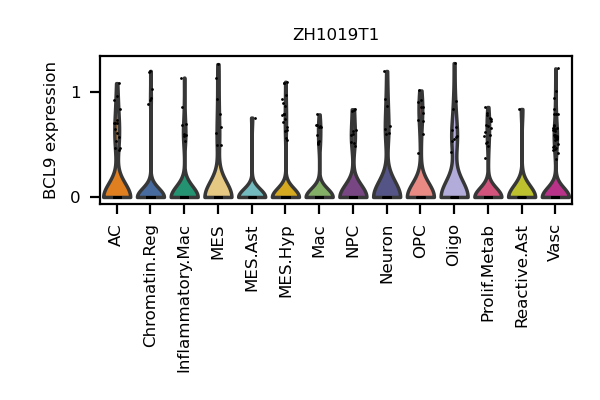 ZH1019T1
BCL9 expression
1
0
AC
Chromatin.Reg
Inflammatory.Mac
MES
MES.Ast
MES.Hyp
Mac
NPC
Neuron
OPC
Oligo
Prolif.Metab
Reactive.Ast
Vasc